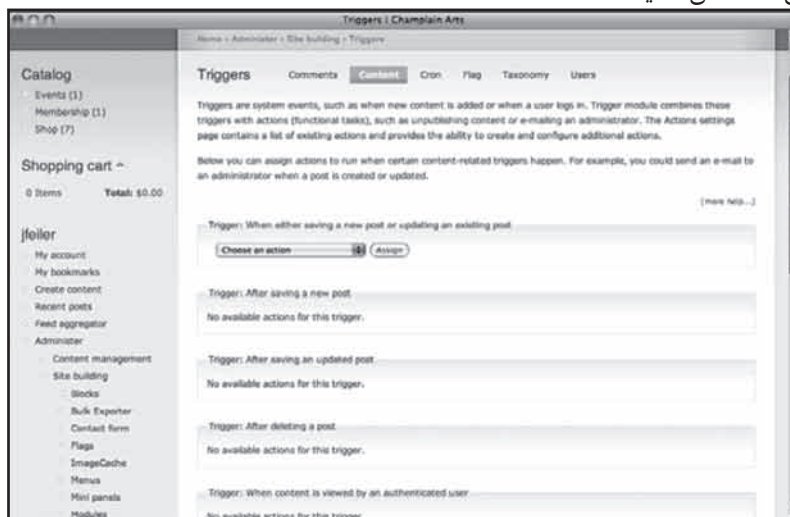 Triggers | Champlain Arts
Home » Administer » Site building » Triggers
Catalog
Events (1)
Membership (1)
Shop (7)
Shopping cart
0 Items Total: $0.00
jfeiler
My account
My bookmarks
Create content
Recent posts
Feed aggregator
Administer
Content management
Site building
Blocks
Bulk Exporter
Contact form
Flags
ImageCache
Menus
Mini panels
Modules
Triggers
Comments Content Cron Flag Taxonomy Users
Triggers are system events, such as when new content is added or when a user logs in. Trigger module combines these
triggers with actions (functional tasks), such as unpublishing content or e-mailing an administrator. The Actions settings
page contains a list of existing actions and provides the ability to create and configure additional actions.
Below you can assign actions to run when certain content-related triggers happen. For example, you could send an e-mail to
an administrator when a post is created or updated.
[more help...]
Trigger: When either saving a new post or updating an existing post
Choose an action Assign
Trigger: After saving a new post
No available actions for this trigger.
Trigger: After saving an updated post
No available actions for this trigger.
Trigger: After deleting a post
No available actions for this trigger.
Trigger: When content is viewed by an authenticated user
No available actions for this trigger.